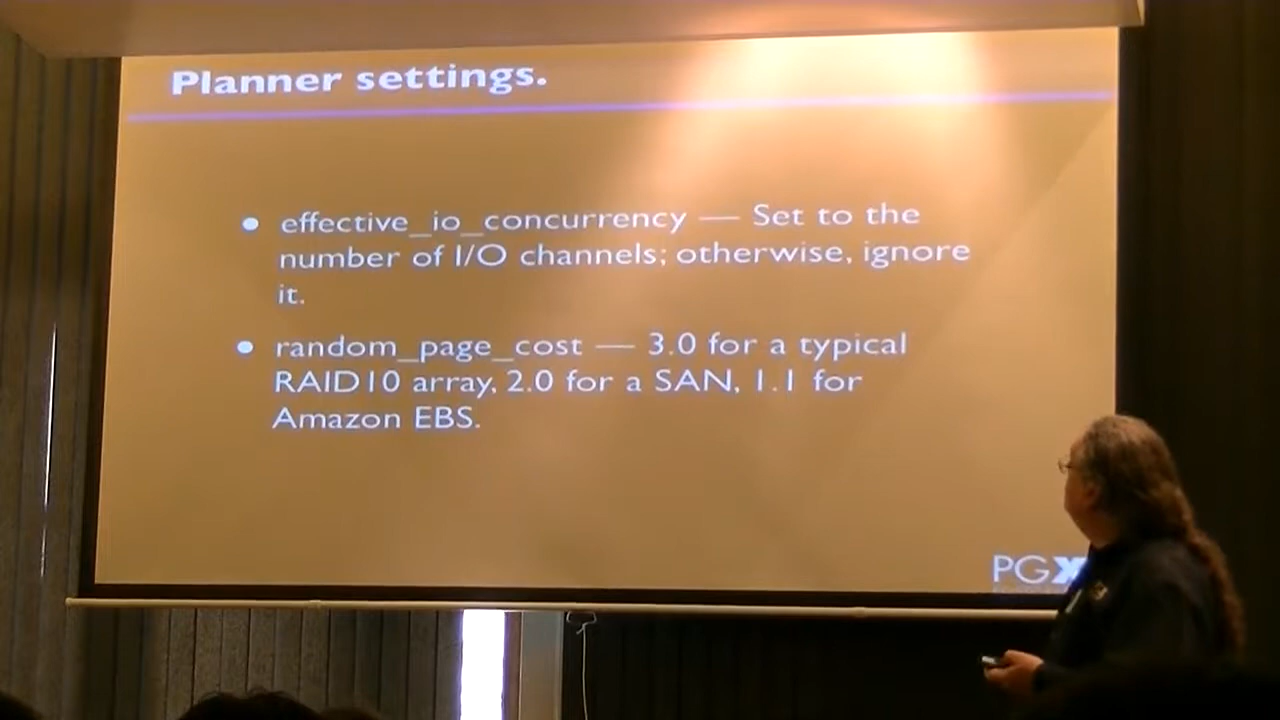 Planner settings.
• effective_io_concurrency — Set to the
number of I/O channels; otherwise, ignore
it.
• random_page_cost — 3.0 for a typical
RAID10 array, 2.0 for a SAN, 1.1 for
Amazon EBS.
PGX